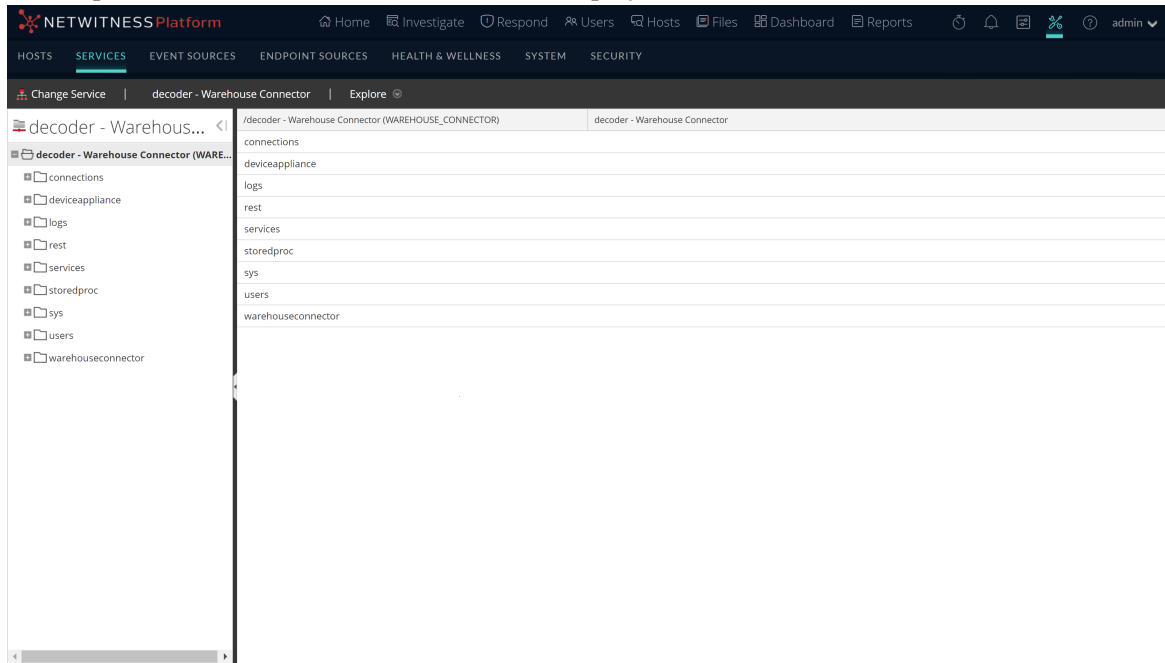 NETWITNESS Platform Home Investigate Respond Users Hosts Files Dashboard Reports admin
HOSTS SERVICES EVENT SOURCES ENDPOINT SOURCES HEALTH & WELLNESS SYSTEM SECURITY
Change Service | decoder - Warehouse Connector | Explore
decoder - Warehous...
decoder - Warehouse Connector (WARE...
connections
deviceappliance
logs
rest
services
storedproc
sys
users
warehouseconnector
/decoder - Warehouse Connector (WAREHOUSE_CONNECTOR) decoder - Warehouse Connector
connections
deviceappliance
logs
rest
services
storedproc
sys
users
warehouseconnector